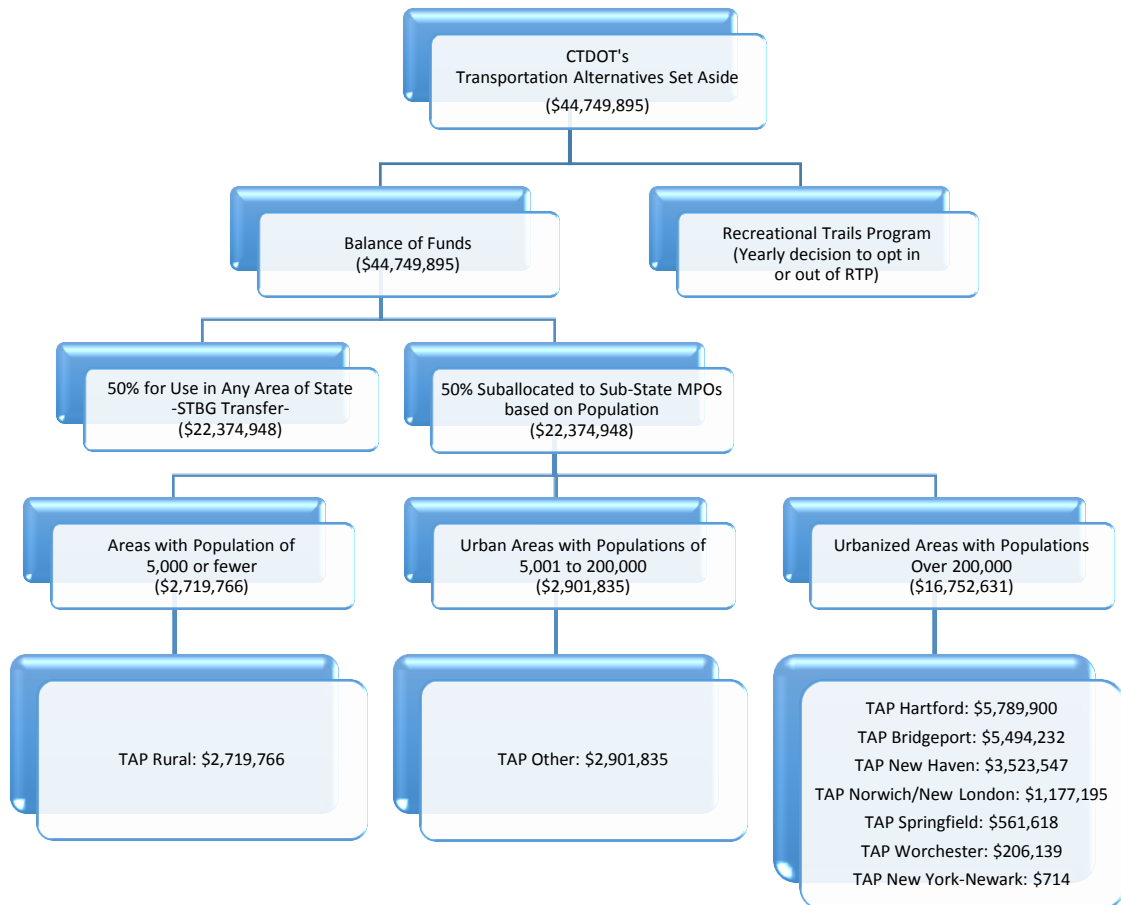 CTDOT's
Transportation Alternatives Set Aside
($44,749,895)
Balance of Funds
($44,749,895)
Recreational Trails Program
(Yearly decision to opt in
or out of RTP)
50% for Use in Any Area of State
-STBG Transfer-
($22,374,948)
50% Suballocated to Sub-State MPOs
based on Population
($22,374,948)
Areas with Population of
5,000 or fewer
($2,719,766)
Urban Areas with Populations of
5,001 to 200,000
($2,901,835)
Urbanized Areas with Populations
Over 200,000
($16,752,631)
TAP Rural: $2,719,766
TAP Other: $2,901,835
TAP Hartford: $5,789,900
TAP Bridgeport: $5,494,232
TAP New Haven: $3,523,547
TAP Norwich/New London: $1,177,195
TAP Springfield: $561,618
TAP Worchester: $206,139
TAP New York-Newark: $714